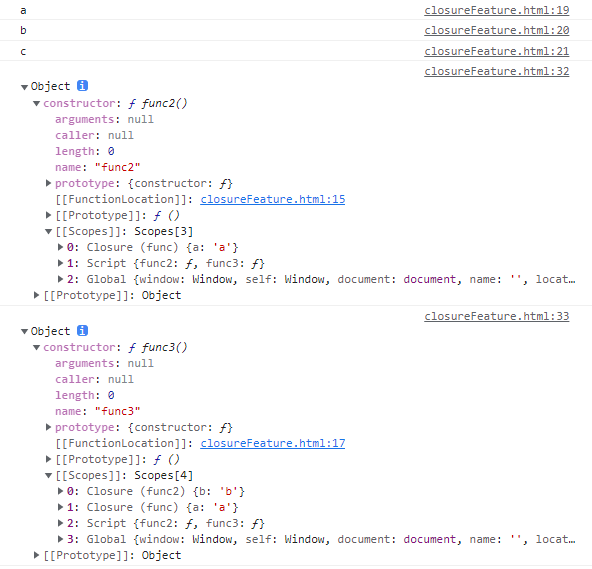 a closureFeature.html:19
b closureFeature.html:20
c closureFeature.html:21
closureFeature.html:32
▼Object i
▼constructor: ƒ func2()
arguments: null
caller: null
length: 0
name: "func2"
▶prototype: {constructor: ƒ}
[[FunctionLocation]]: closureFeature.html:15
▶[[Prototype]]: ƒ ()
▼[[Scopes]]: Scopes[3]
▶0: Closure (func) {a: 'a'}
▶1: Script {func2: ƒ, func3: ƒ}
▶2: Global {window: Window, self: Window, document: document, name: '', locat…
▶[[Prototype]]: Object
closureFeature.html:33
▼Object i
▼constructor: ƒ func3()
arguments: null
caller: null
length: 0
name: "func3"
▶prototype: {constructor: ƒ}
[[FunctionLocation]]: closureFeature.html:17
▶[[Prototype]]: ƒ ()
▼[[Scopes]]: Scopes[4]
▶0: Closure (func2) {b: 'b'}
▶1: Closure (func) {a: 'a'}
▶2: Script {func2: ƒ, func3: ƒ}
▶3: Global {window: Window, self: Window, document: document, name: '', locat…
▶[[Prototype]]: Object